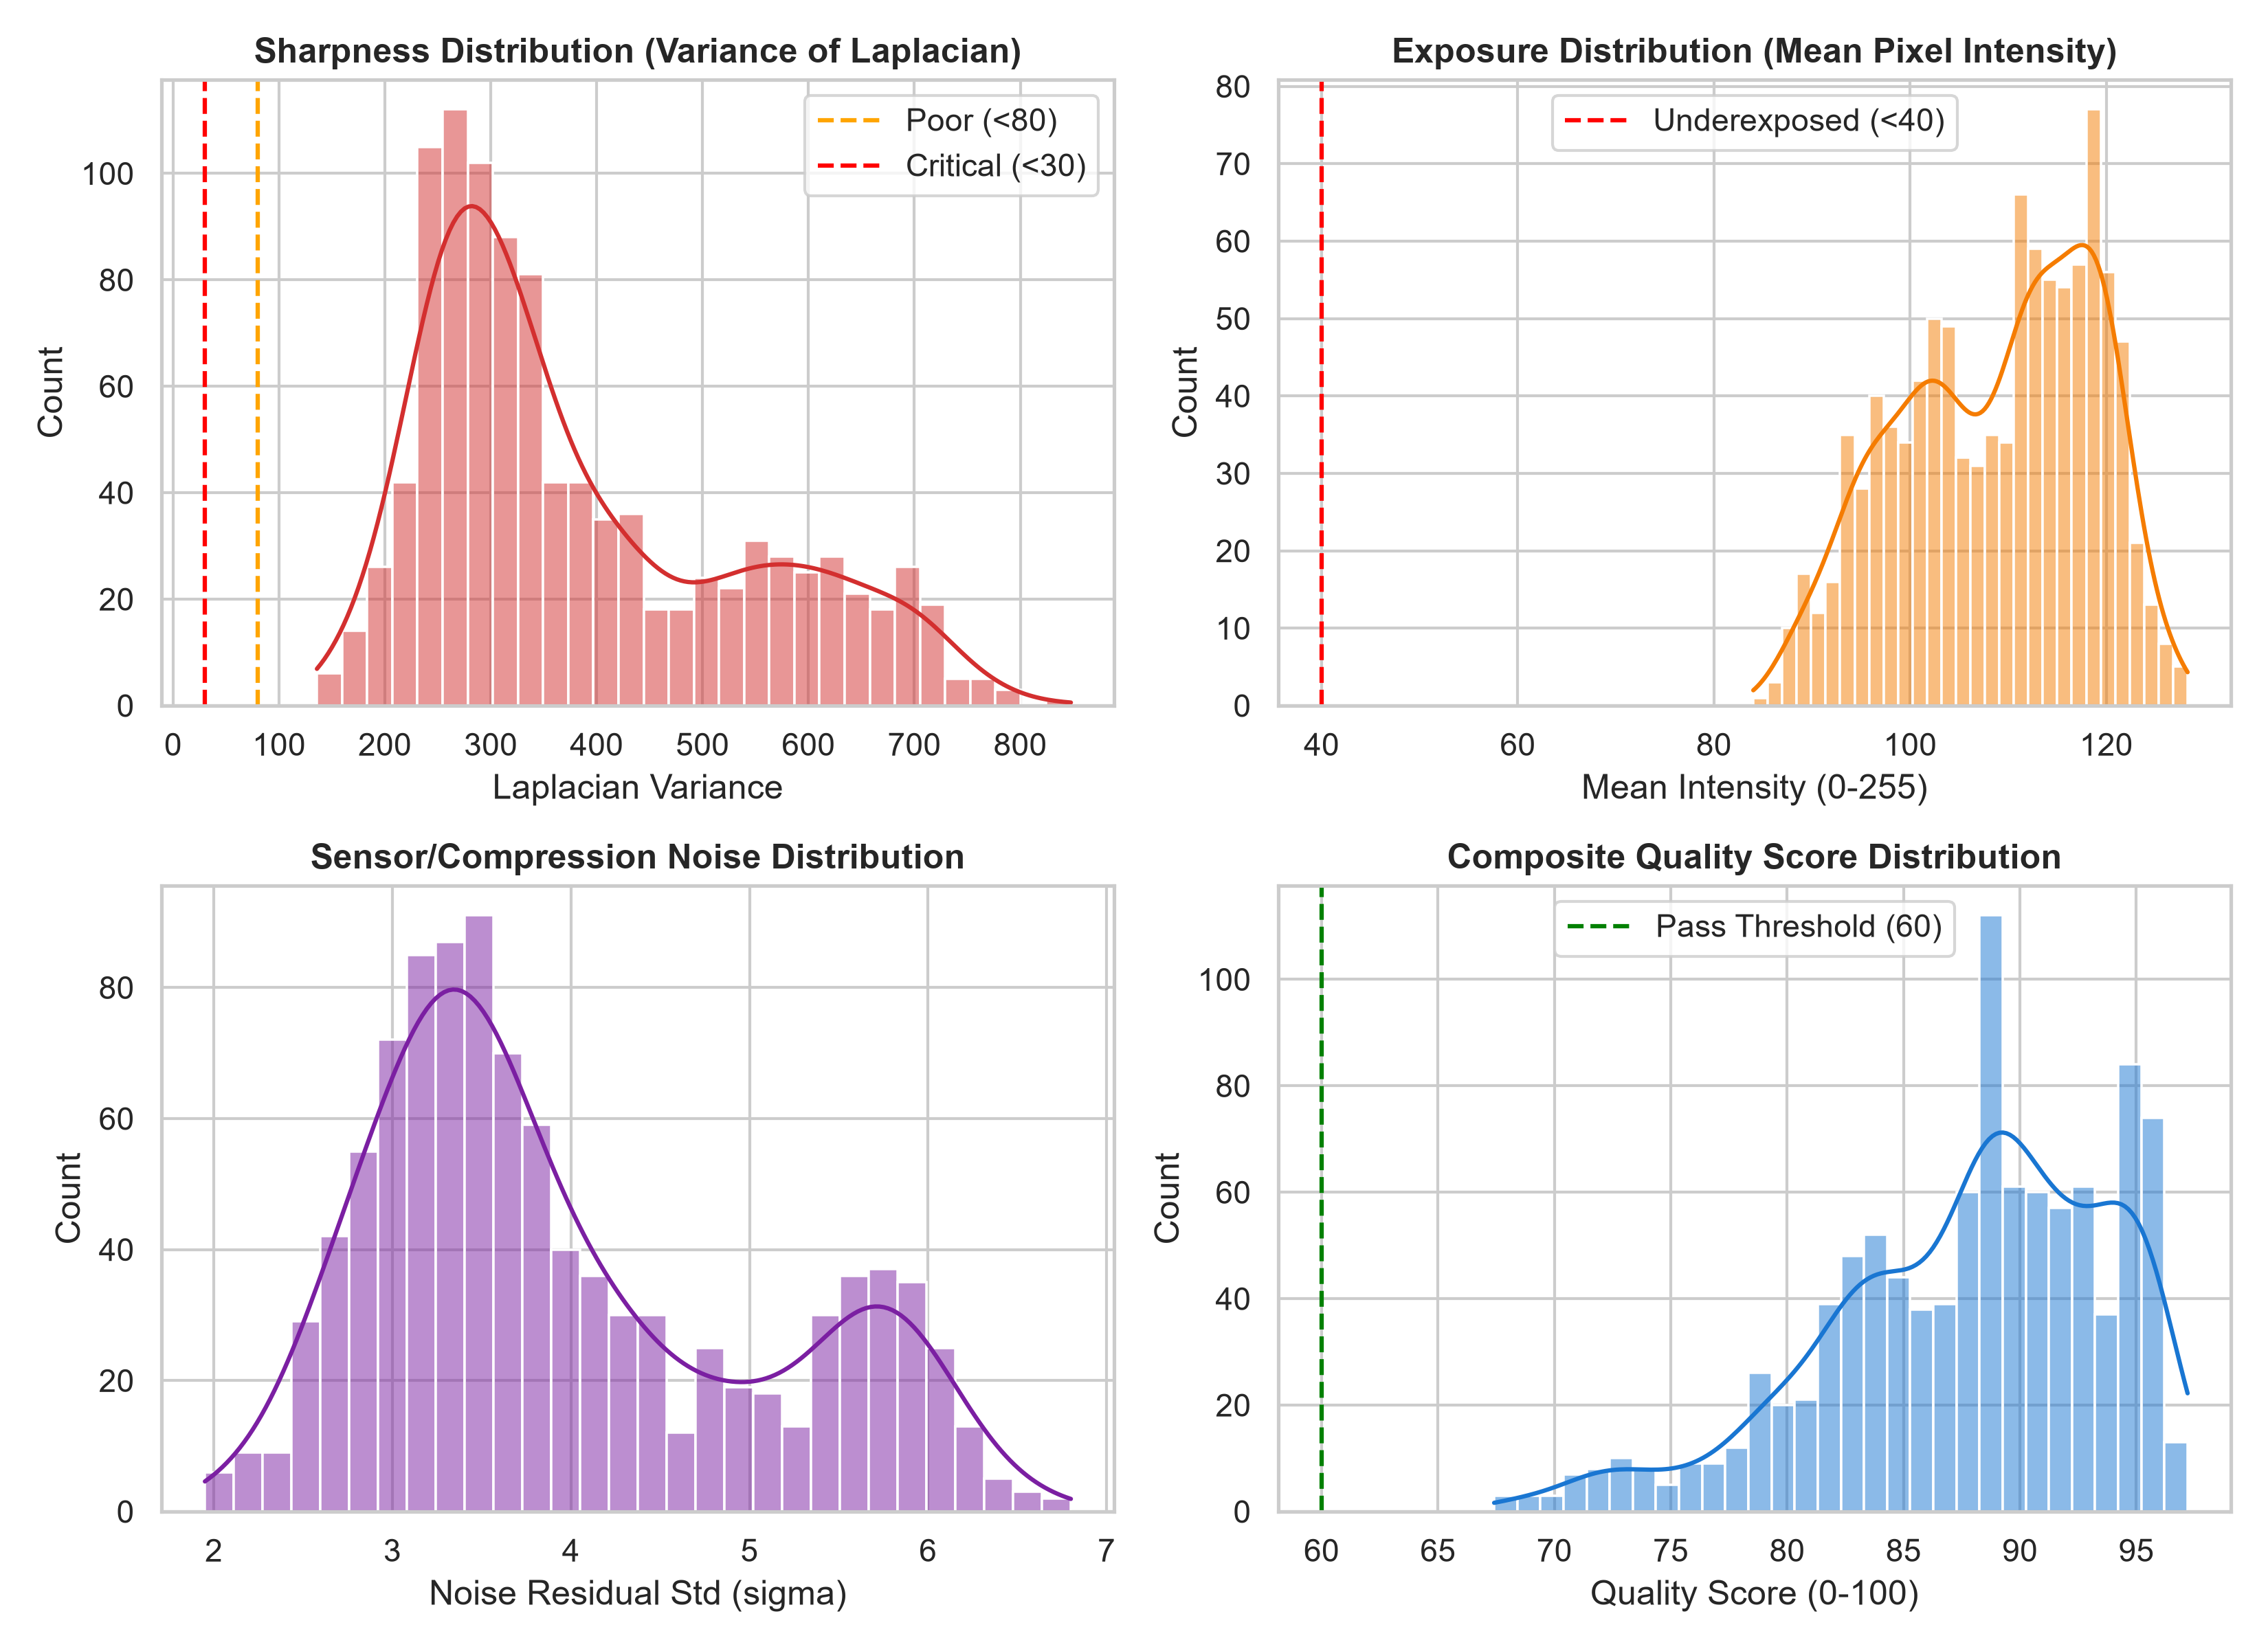 Sharpness Distribution (Variance of Laplacian)
Poor (<80)
Critical (<30)
Count
0
20
40
60
80
100
0 100 200 300 400 500 600 700 800
Laplacian Variance
Exposure Distribution (Mean Pixel Intensity)
Underexposed (<40)
Count
0
10
20
30
40
50
60
70
80
40 60 80 100 120
Mean Intensity (0-255)
Sensor/Compression Noise Distribution
Count
0
20
40
60
80
2 3 4 5 6 7
Noise Residual Std (sigma)
Composite Quality Score Distribution
Pass Threshold (60)
Count
0
20
40
60
80
100
60 65 70 75 80 85 90 95
Quality Score (0-100)